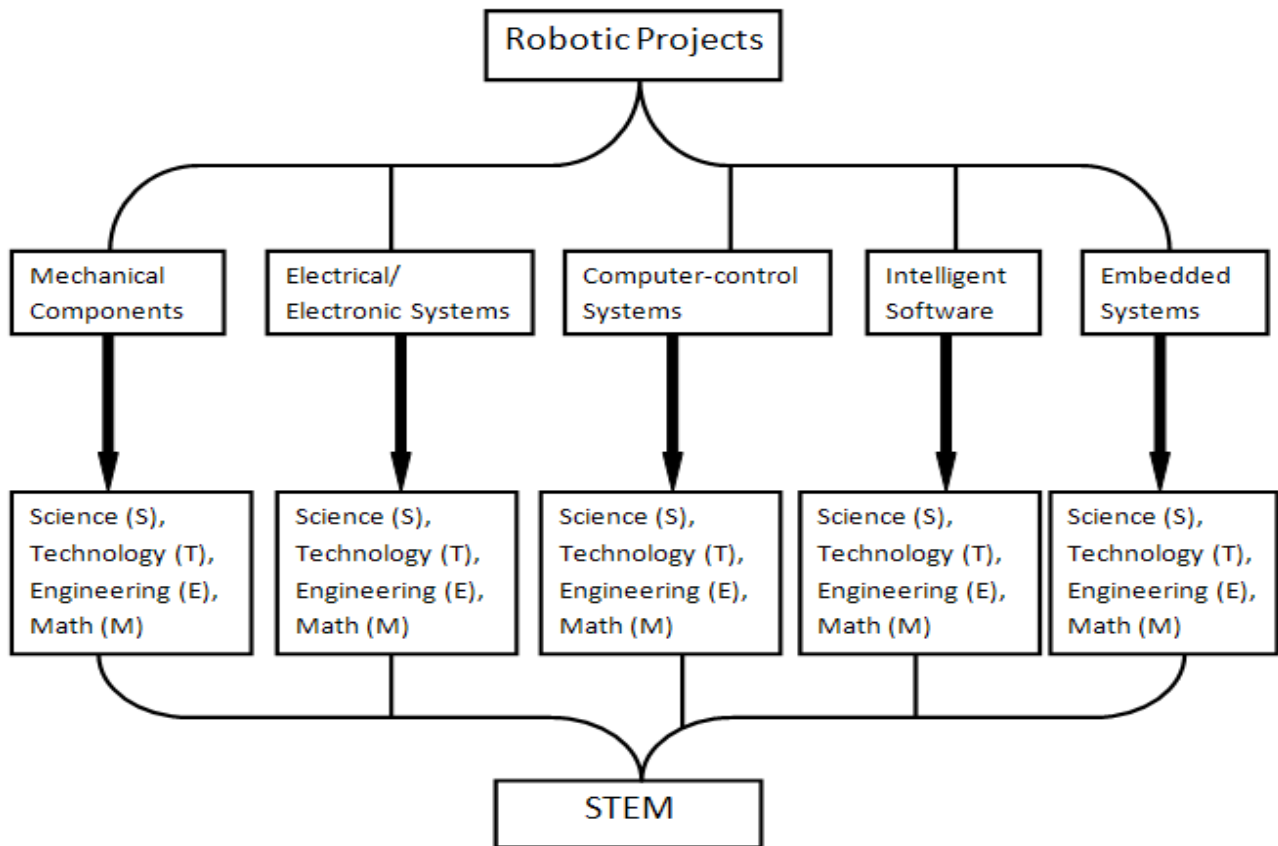 Robotic Projects
Mechanical
Components
Electrical/
Electronic Systems
Computer-control
Systems
Intelligent
Software
Embedded
Systems
Science (S),
Technology (T),
Engineering (E),
Math (M)
Science (S),
Technology (T),
Engineering (E),
Math (M)
Science (S),
Technology (T),
Engineering (E),
Math (M)
Science (S),
Technology (T),
Engineering (E),
Math (M)
Science (S),
Technology (T),
Engineering (E),
Math (M)
STEM